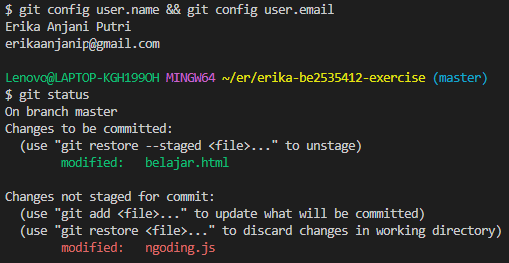 $ git config user.name && git config user.email
Erika Anjani Putri
erikaanjanip@gmail.com
Lenovo@LAPTOP-KGH199OH MINGW64 ~/er/erika-be2535412-exercise (master)
$ git status
On branch master
Changes to be committed:
(use "git restore --staged <file>..." to unstage)
modified: belajar.html
Changes not staged for commit:
(use "git add <file>..." to update what will be committed)
(use "git restore <file>..." to discard changes in working directory)
modified: ngoding.js